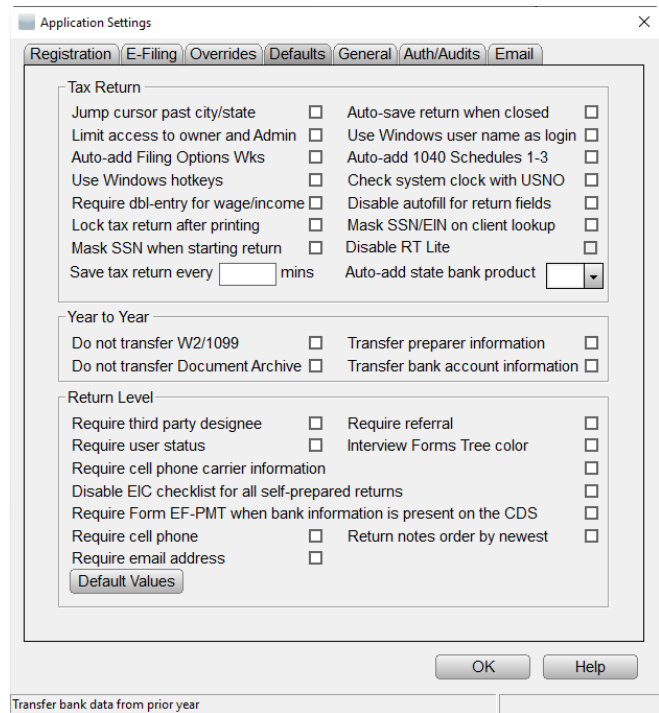 Application Settings
Registration E-Filing Overrides Defaults General Auth/Audits Email
Tax Return
Jump cursor past city/state Auto-save return when closed
Limit access to owner and Admin Use Windows user name as login
Auto-add Filing Options Wks Auto-add 1040 Schedules 1-3
Use Windows hotkeys Check system clock with USNO
Require dbl-entry for wage/income Disable autofill for return fields
Lock tax return after printing Mask SSN/EIN on client lookup
Mask SSN when starting return Disable RT Lite
Save tax return every mins Auto-add state bank product
Year to Year
Do not transfer W2/1099 Transfer preparer information
Do not transfer Document Archive Transfer bank account information
Return Level
Require third party designee Require referral
Require user status Interview Forms Tree color
Require cell phone carrier information
Disable EIC checklist for all self-prepared returns
Require Form EF-PMT when bank information is present on the CDS
Require cell phone Return notes order by newest
Require email address
Default Values
OK Help
Transfer bank data from prior year